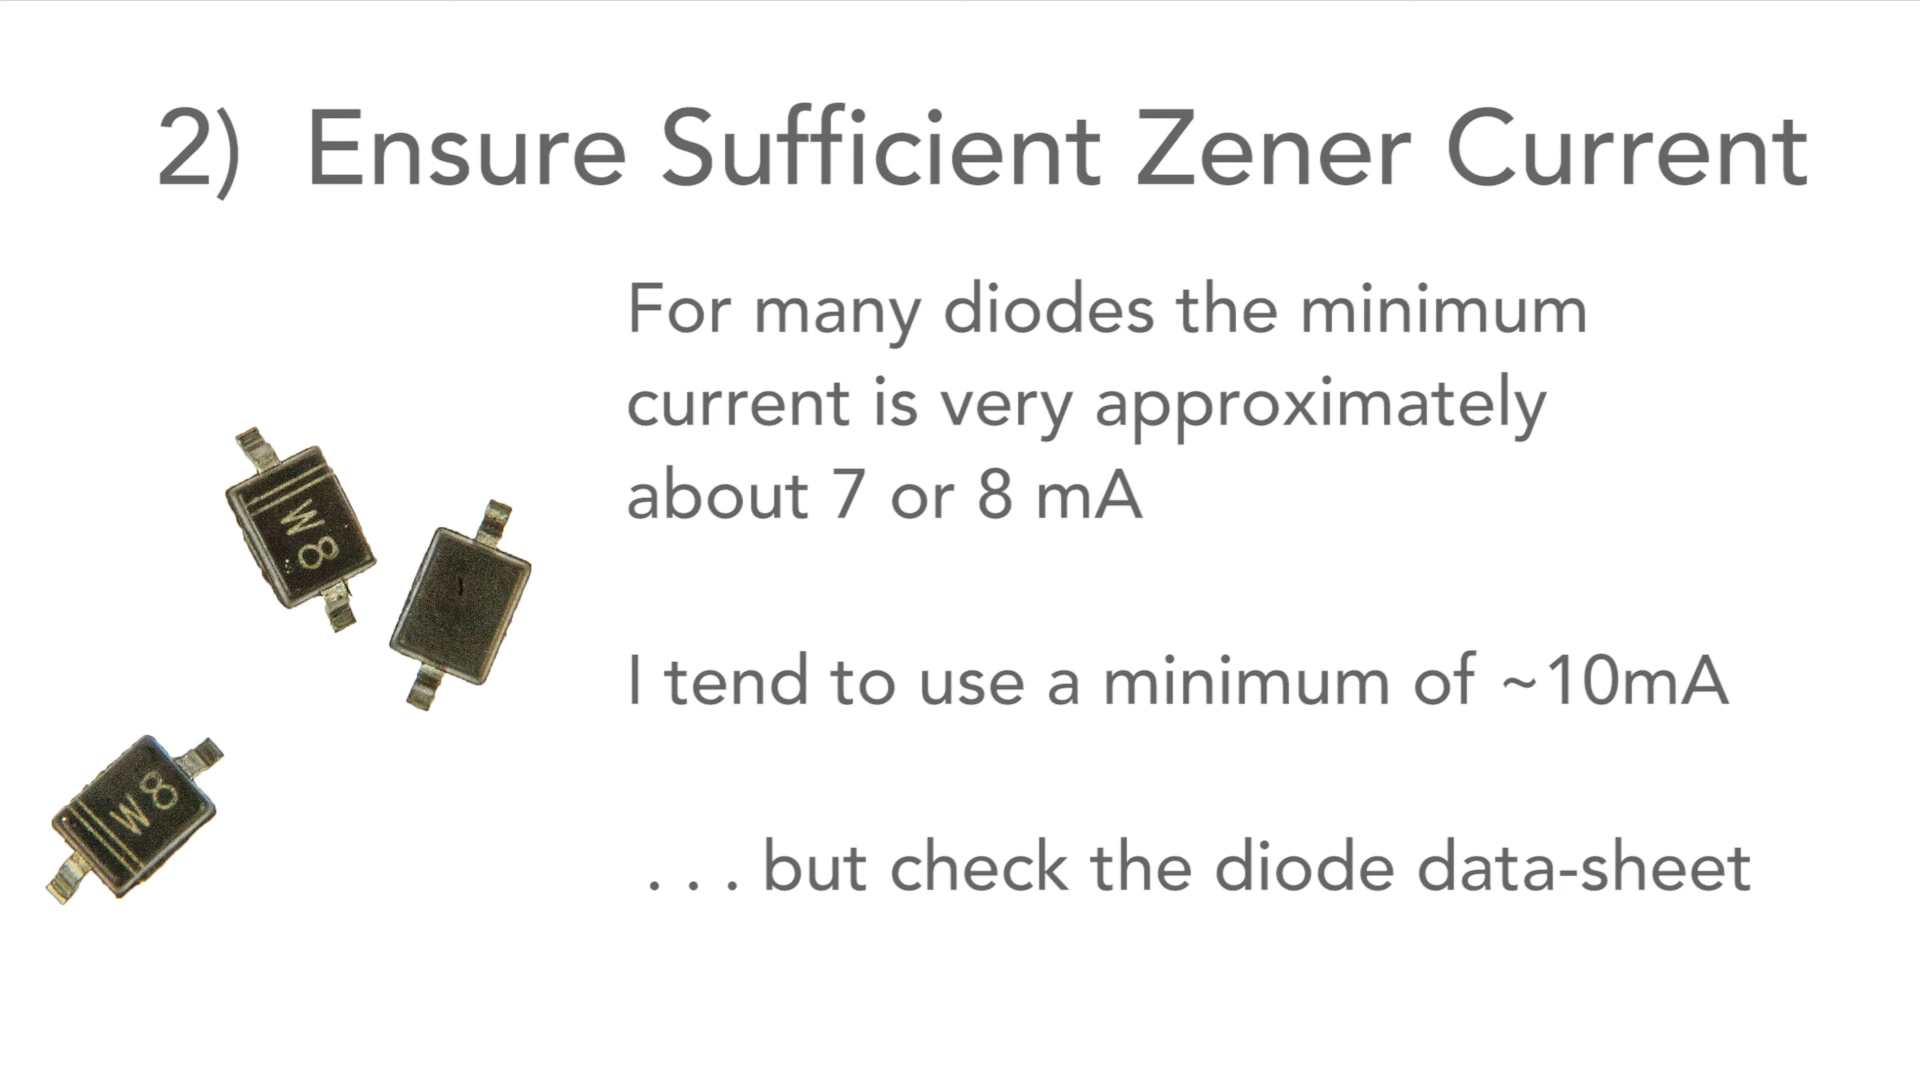 2) Ensure Sufficient Zener Current
For many diodes the minimum
current is very approximately
about 7 or 8 mA
I tend to use a minimum of ~10mA
. . . but check the diode data-sheet
W8
W8